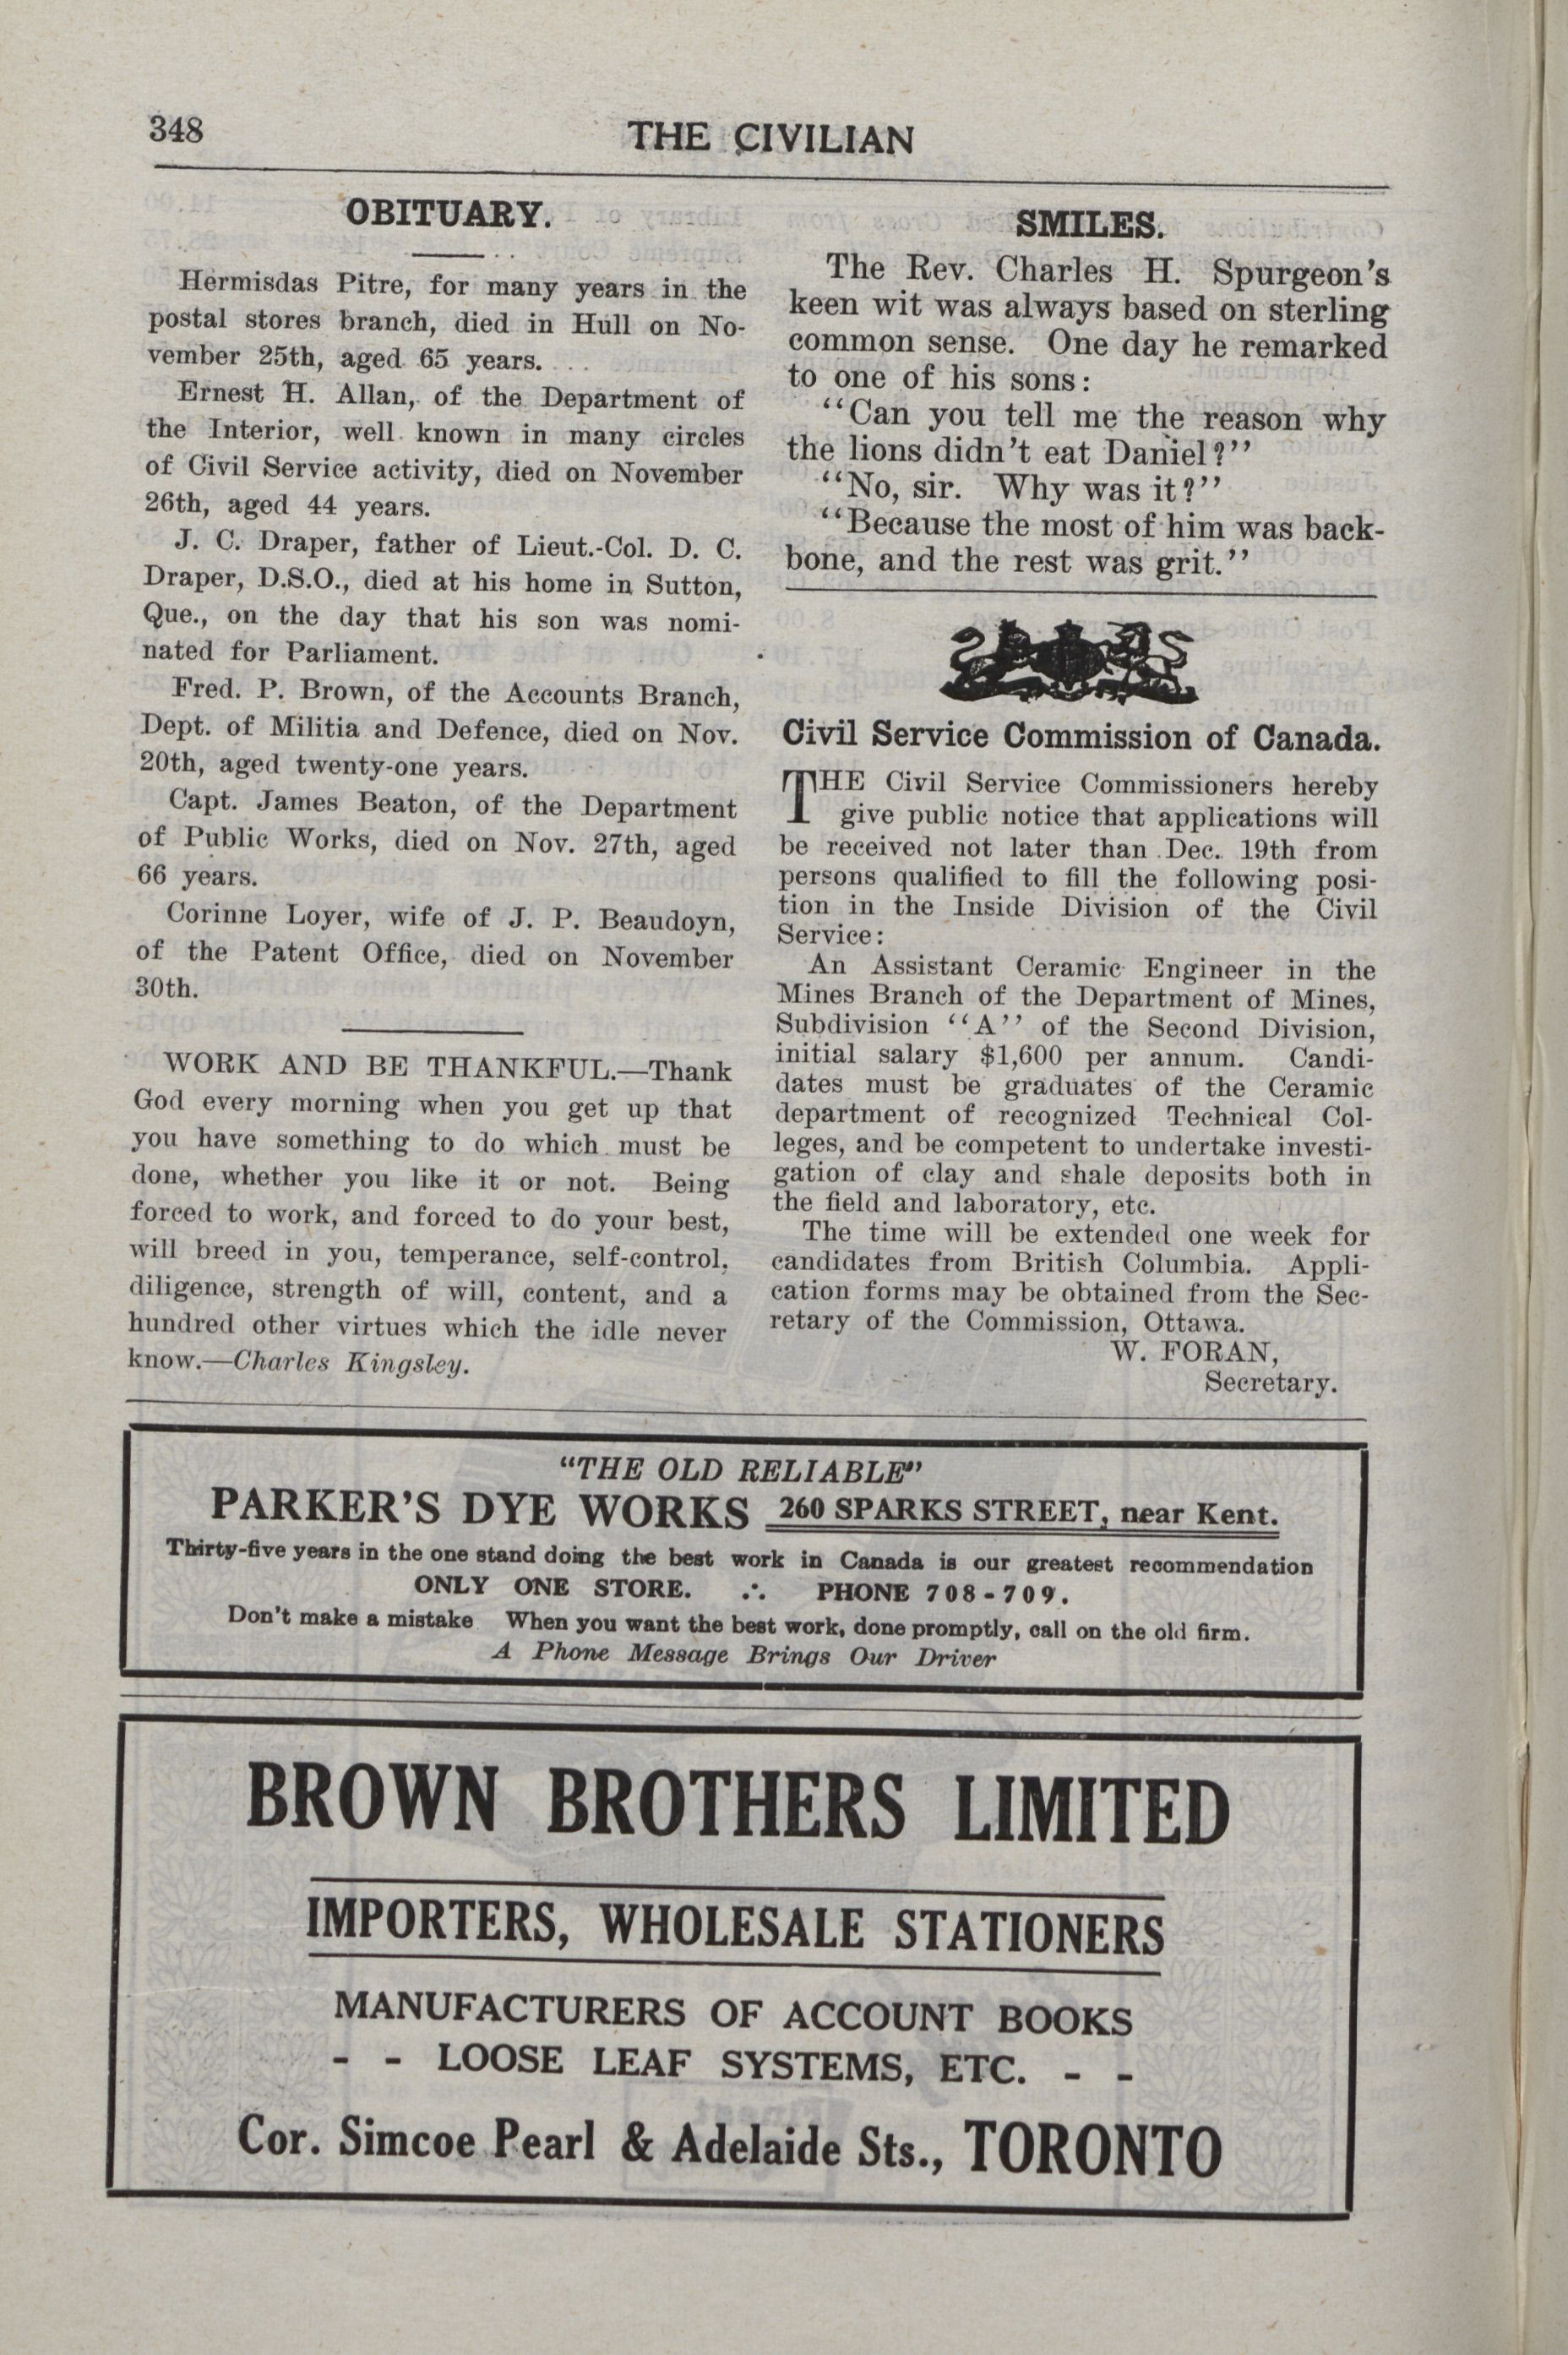 348
THE CIVILIAN
OBITUARY.
Hermisdas Pitre, for many years in the
postal stores branch, died in Hull on No-
vember 25th, aged 65 years.
Ernest H. Allan, of the Department of
the Interior, well known in many circles
of Civil Service activity, died on November
26th, aged 44 years.
J. C. Draper, father of Lieut.-Col. D. C.
Draper, D.S.O., died at his home in Sutton,
Que., on the day that his son was nomi-
nated for Parliament.
Fred. P. Brown, of the Accounts Branch,
Dept. of Militia and Defence, died on Nov.
20th, aged twenty-one years.
Capt. James Beaton, of the Department
of Public Works, died on Nov. 27th, aged
66 years.
Corinne Loyer, wife of J. P. Beaudoyn,
of the Patent Office, died on November
30th.
WORK AND BE THANKFUL.—Thank
God every morning when you get up that
you have something to do which must be
done, whether you like it or not. Being
forced to work, and forced to do your best,
will breed in you, temperance, self-control,
diligence, strength of will, content, and a
hundred other virtues which the idle never
know.—Charles Kingsley.
SMILES.
The Rev. Charles H. Spurgeon's
keen wit was always based on sterling
common sense. One day he remarked
to one of his sons:
"Can you tell me the reason why
the lions didn't eat Daniel?"
"No, sir. Why was it?"
"Because the most of him was back-
bone, and the rest was grit."
Civil Service Commission of Canada.
THE Civil Service Commissioners hereby
give public notice that applications will
be received not later than Dec. 19th from
persons qualified to fill the following posi-
tion in the Inside Division of the Civil
Service:
An Assistant Ceramic Engineer in the
Mines Branch of the Department of Mines,
Subdivision "A" of the Second Division,
initial salary $1,600 per annum. Candi-
dates must be graduates of the Ceramic
department of recognized Technical Col-
leges, and be competent to undertake investi-
gation of clay and shale deposits both in
the field and laboratory, etc.
The time will be extended one week for
candidates from British Columbia. Appli-
cation forms may be obtained from the Sec-
retary of the Commission, Ottawa.
W. FORAN,
Secretary.
"THE OLD RELIABLE"
PARKER'S DYE WORKS 260 SPARKS STREET, near Kent.
Thirty-five years in the one stand doing the best work in Canada is our greatest recommendation
ONLY ONE STORE. ∴ PHONE 708-709.
Don't make a mistake When you want the best work, done promptly, call on the old firm.
A Phone Message Brings Our Driver
BROWN BROTHERS LIMITED
IMPORTERS, WHOLESALE STATIONERS
MANUFACTURERS OF ACCOUNT BOOKS
- - LOOSE LEAF SYSTEMS, ETC. - -
Cor. Simcoe Pearl & Adelaide Sts., TORONTO